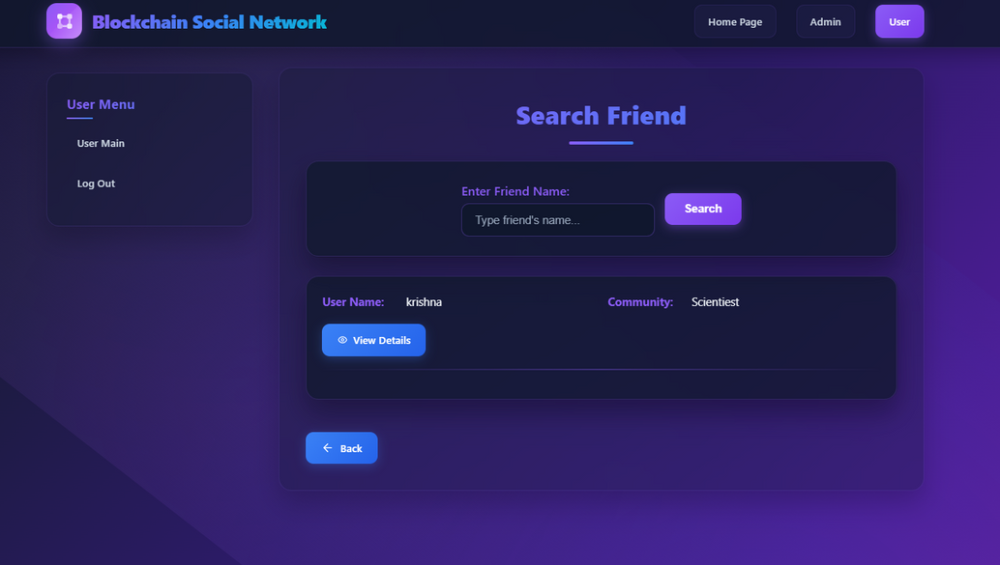 Blockchain Social Network
Home Page
Admin
User
User Menu
User Main
Log Out
Search Friend
Enter Friend Name:
Type friend's name...
Search
User Name: krishna
Community: Scientiest
View Details
Back